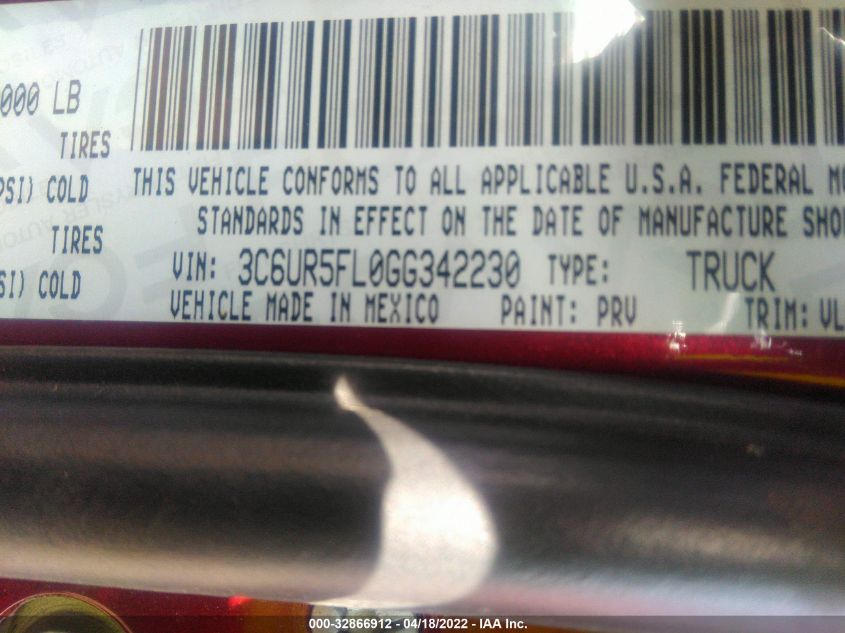 000 LB
TIRES
PSI) COLD
TIRES
SI) COLD
THIS VEHICLE CONFORMS TO ALL APPLICABLE U.S.A. FEDERAL MO
STANDARDS IN EFFECT ON THE DATE OF MANUFACTURE SHO
VIN: 3C6UR5FL0GG342230 TYPE: TRUCK
VEHICLE MADE IN MEXICO PAINT: PRV TRIM: VL
000-32866912 - 04/18/2022 - IAA Inc.